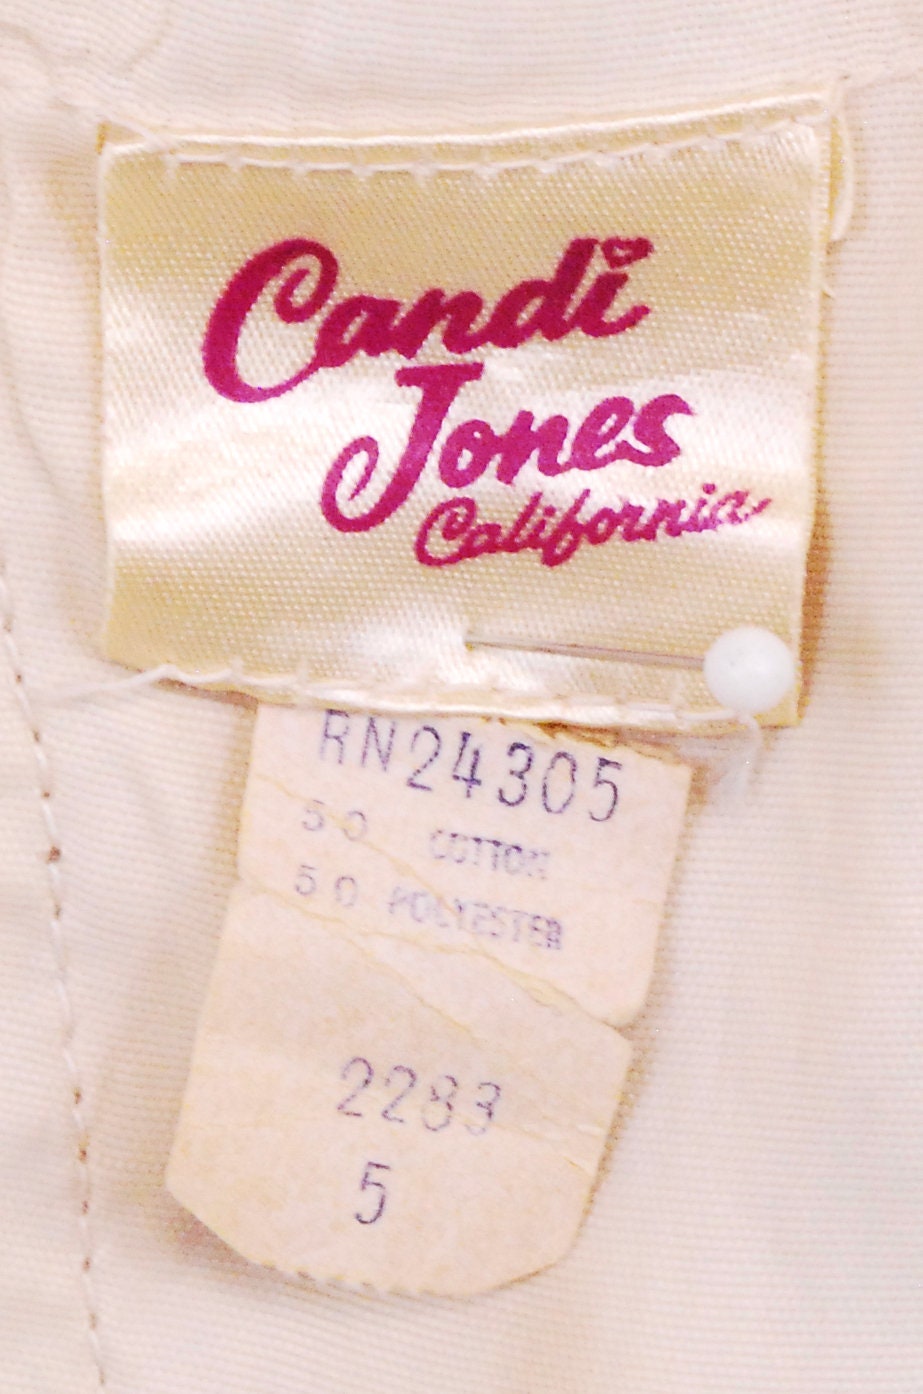 Candi
Jones
California
RN24305
50 COTTON
50 POLYESTER
2283
5